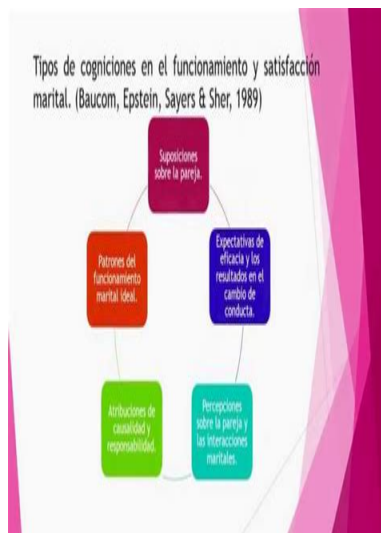 Tipos de cogniciones en el funcionamiento y satisfacción
marital. (Baucom, Epstein, Sayers & Sher, 1989)
Suposiciones
sobre la pareja.
Expectativas de
eficacia y los
resultados en el
cambio de
conducta.
Percepciones
sobre la pareja y
las interacciones
maritales.
Atribuciones de
causalidad y
responsabilidad.
Patrones del
funcionamiento
marital ideal.